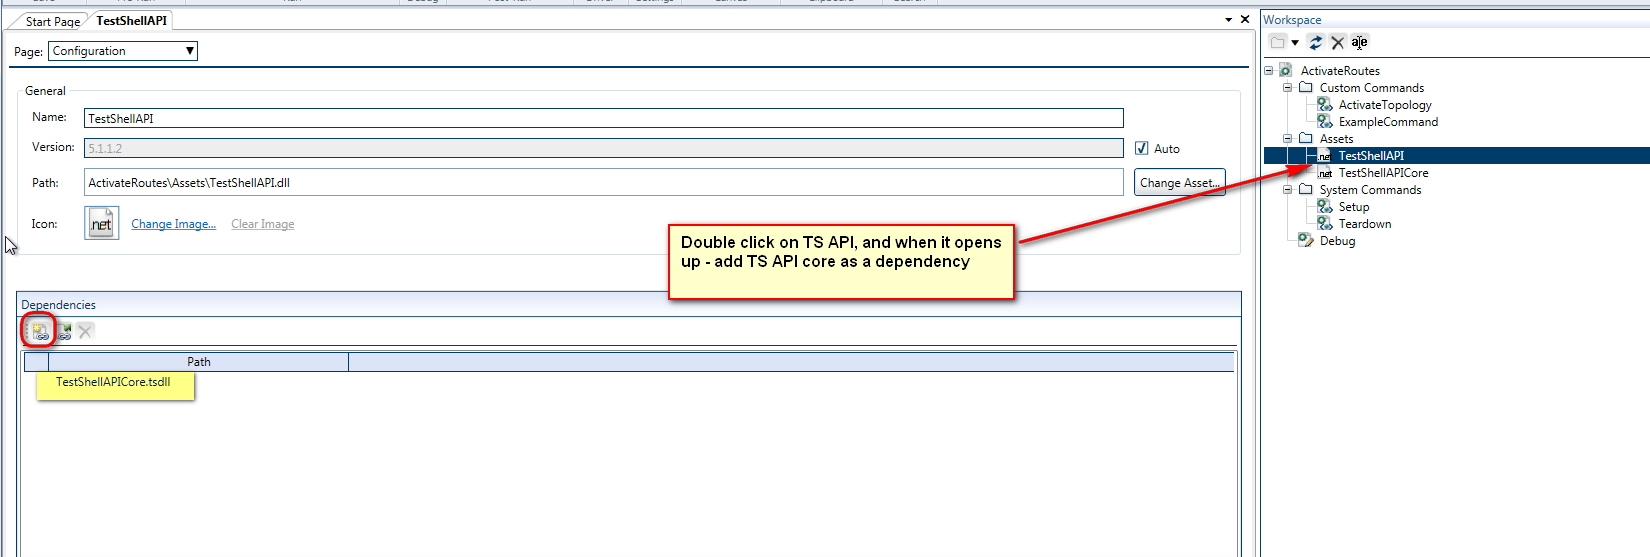 Start Page
TestShellAPI
Page: Configuration
General
Name: TestShellAPI
Version: 5.1.1.2
Auto
Path: ActivateRoutes\Assets\TestShellAPI.dll
Change Asset...
Icon: .net Change Image... Clear Image
Double click on TS API, and when it opens
up - add TS API core as a dependency
Dependencies
Path
TestShellAPICore.tsdll
Workspace
ActivateRoutes
Custom Commands
ActivateTopology
ExampleCommand
Assets
.net TestShellAPI
.net TestShellAPICore
System Commands
Setup
Teardown
Debug